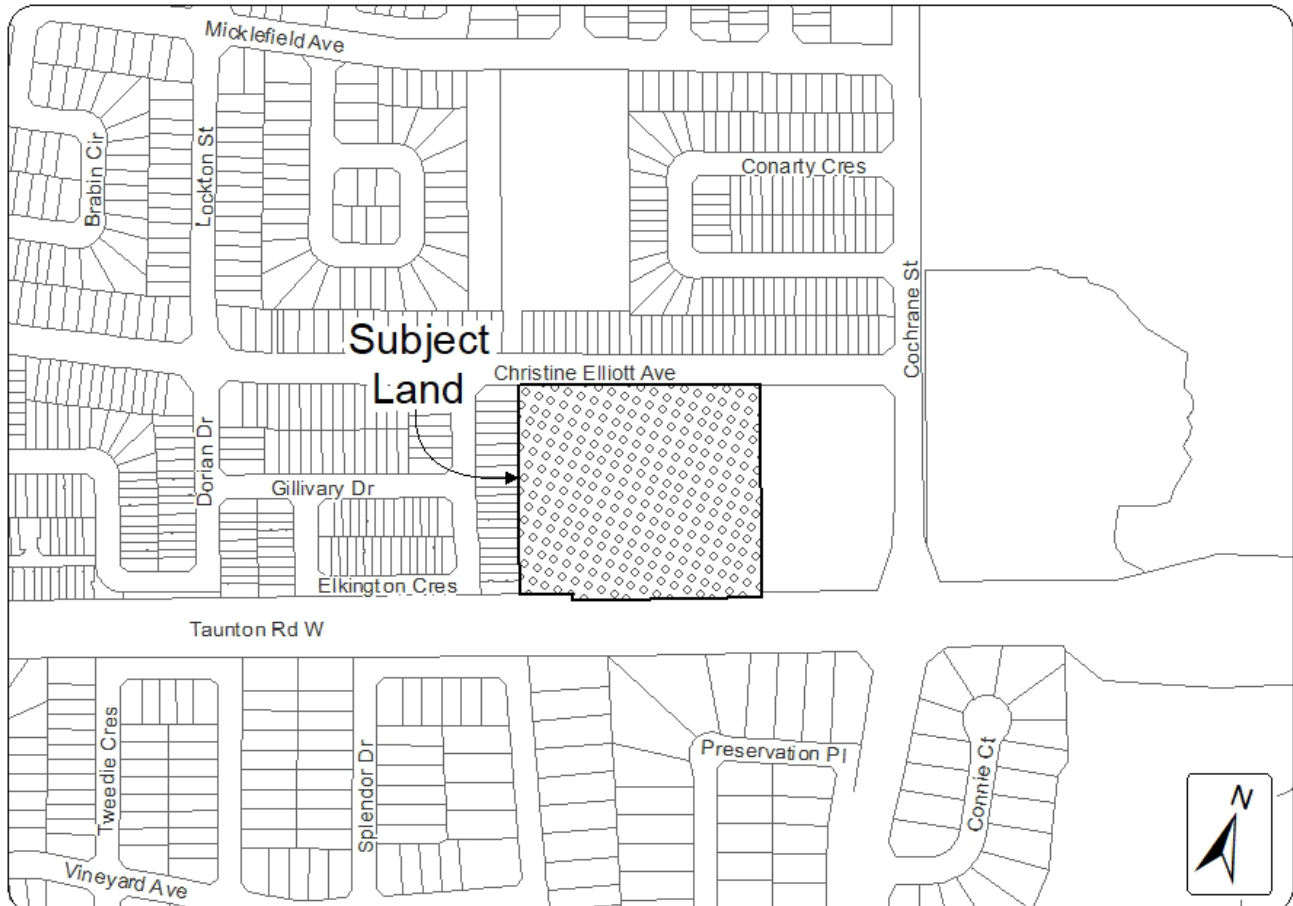 Micklefield Ave
Brabin Cir
Lockton St
Conarty Cres
Cochrane St
Subject
Land
Christine Elliott Ave
Dorian Dr
Gillivary Dr
Elkington Cres
Taunton Rd W
Tweedie Cres
Splendor Dr
Preservation Pl
Connie Ct
N
Vineyard Ave